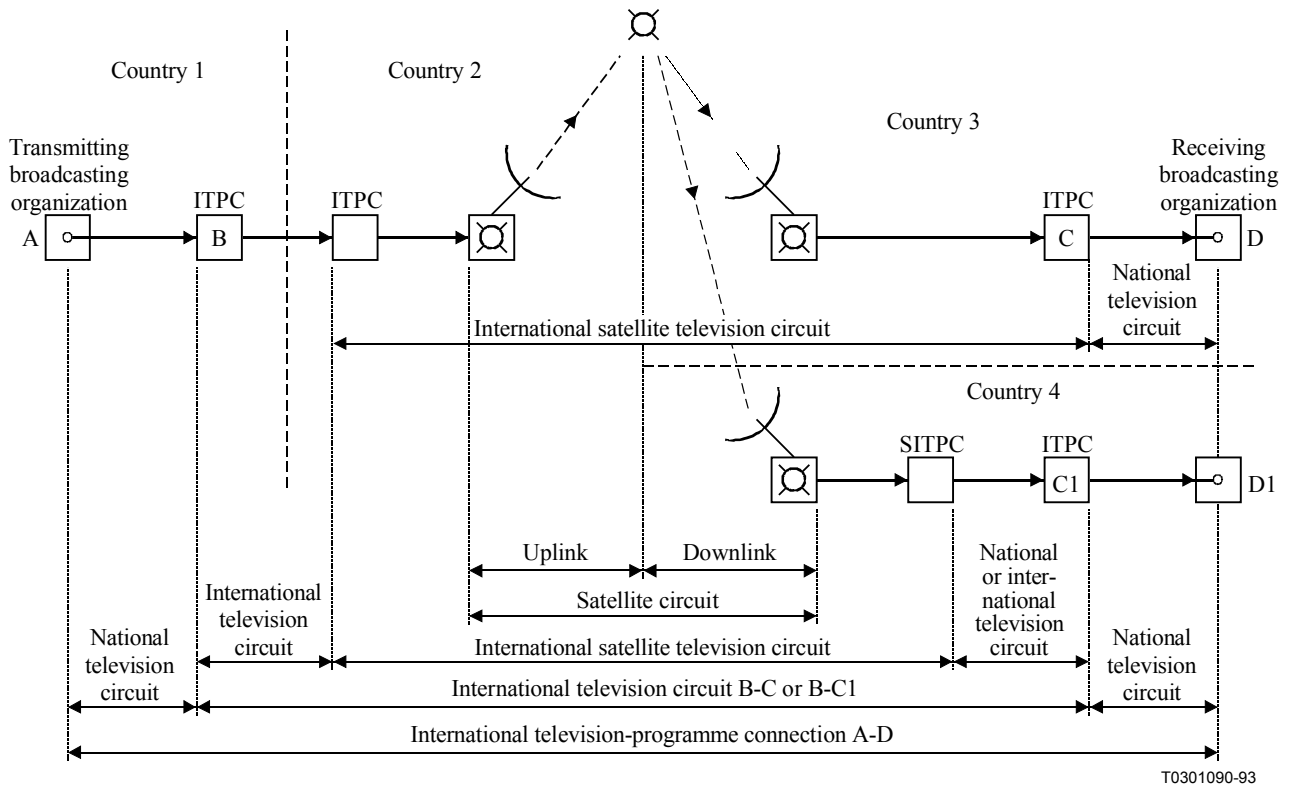 Country 1
Country 2
Country 3
Transmitting
broadcasting
organization
Receiving
broadcasting
organization
ITPC
ITPC
ITPC
A
B
C
D
National
television
circuit
International satellite television circuit
Country 4
SITPC
ITPC
C1
D1
Uplink
Downlink
National
or inter-
national
television
circuit
International
television
circuit
Satellite circuit
National
television
circuit
International satellite television circuit
National
television
circuit
International television circuit B-C or B-C1
International television-programme connection A-D
T0301090-93